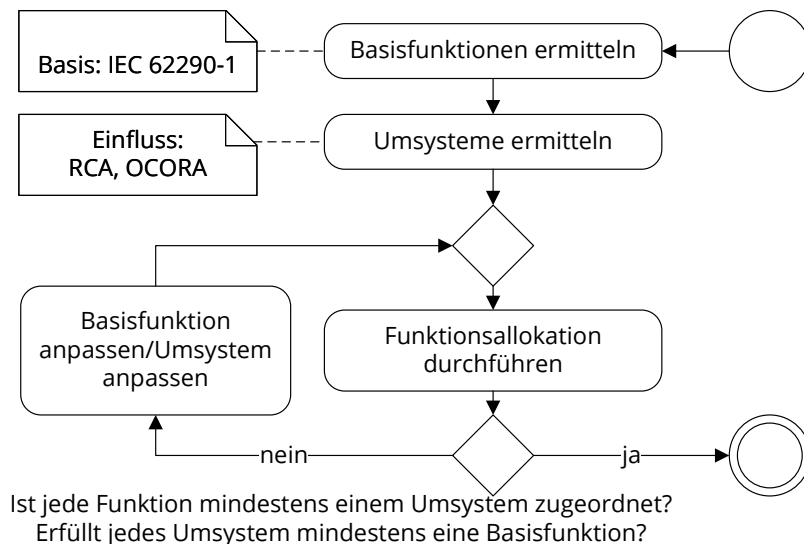 Basis: IEC 62290-1
Basisfunktionen ermitteln
Einfluss:
RCA, OCORA
Umsysteme ermitteln
Basisfunktion
anpassen/Umsystem
anpassen
Funktionsallokation
durchführen
nein
ja
Ist jede Funktion mindestens einem Umsystem zugeordnet?
Erfüllt jedes Umsystem mindestens eine Basisfunktion?